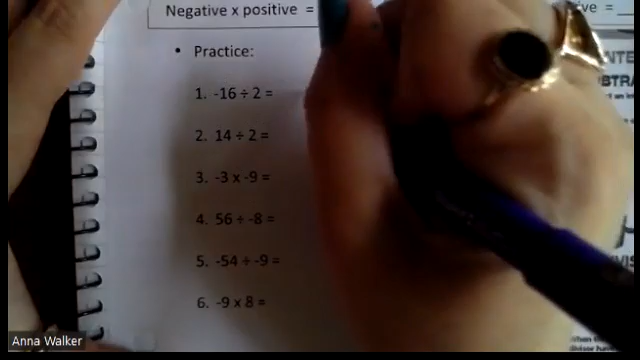 Negative x positive =
• Practice:
1. -16 ÷ 2 =
2. 14 ÷ 2 =
3. -3 x -9 =
4. 56 ÷ -8 =
5. -54 ÷ -9 =
6. -9 x 8 =
Anna Walker